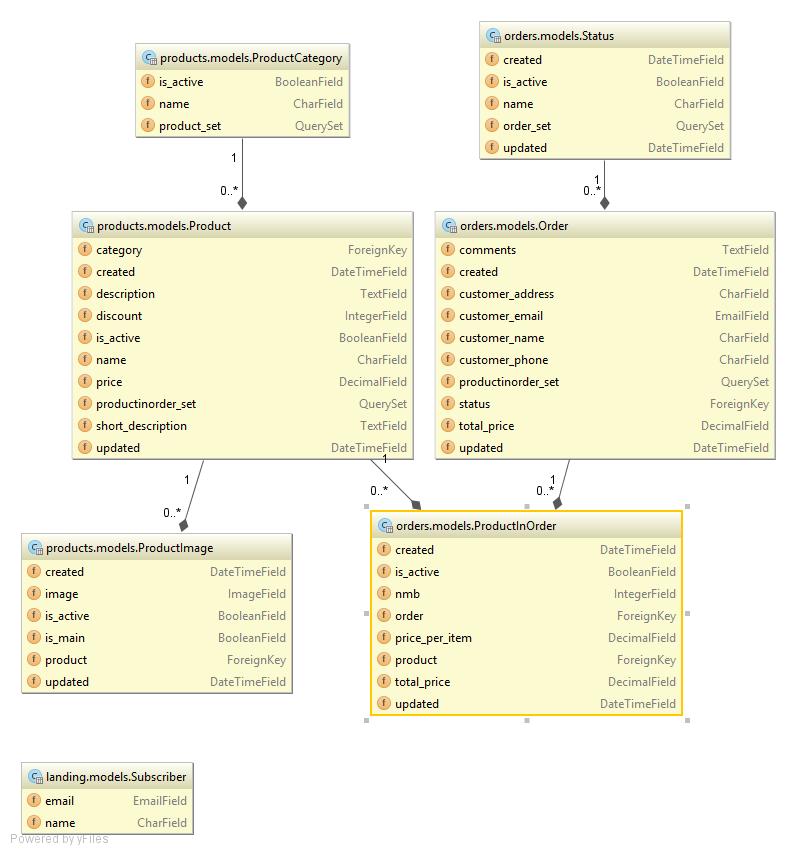 products.models.ProductCategory
is_active BooleanField
name CharField
product_set QuerySet
orders.models.Status
created DateTimeField
is_active BooleanField
name CharField
order_set QuerySet
updated DateTimeField
1
0..*
1
0..*
products.models.Product
category ForeignKey
created DateTimeField
description TextField
discount IntegerField
is_active BooleanField
name CharField
price DecimalField
productinorder_set QuerySet
short_description TextField
updated DateTimeField
orders.models.Order
comments TextField
created DateTimeField
customer_address CharField
customer_email EmailField
customer_name CharField
customer_phone CharField
productinorder_set QuerySet
status ForeignKey
total_price DecimalField
updated DateTimeField
1
0..*
1
0..*
1
0..*
products.models.ProductImage
created DateTimeField
image ImageField
is_active BooleanField
is_main BooleanField
product ForeignKey
updated DateTimeField
orders.models.ProductInOrder
created DateTimeField
is_active BooleanField
nmb IntegerField
order ForeignKey
price_per_item DecimalField
product ForeignKey
total_price DecimalField
updated DateTimeField
landing.models.Subscriber
email EmailField
name CharField
Powered by yFiles